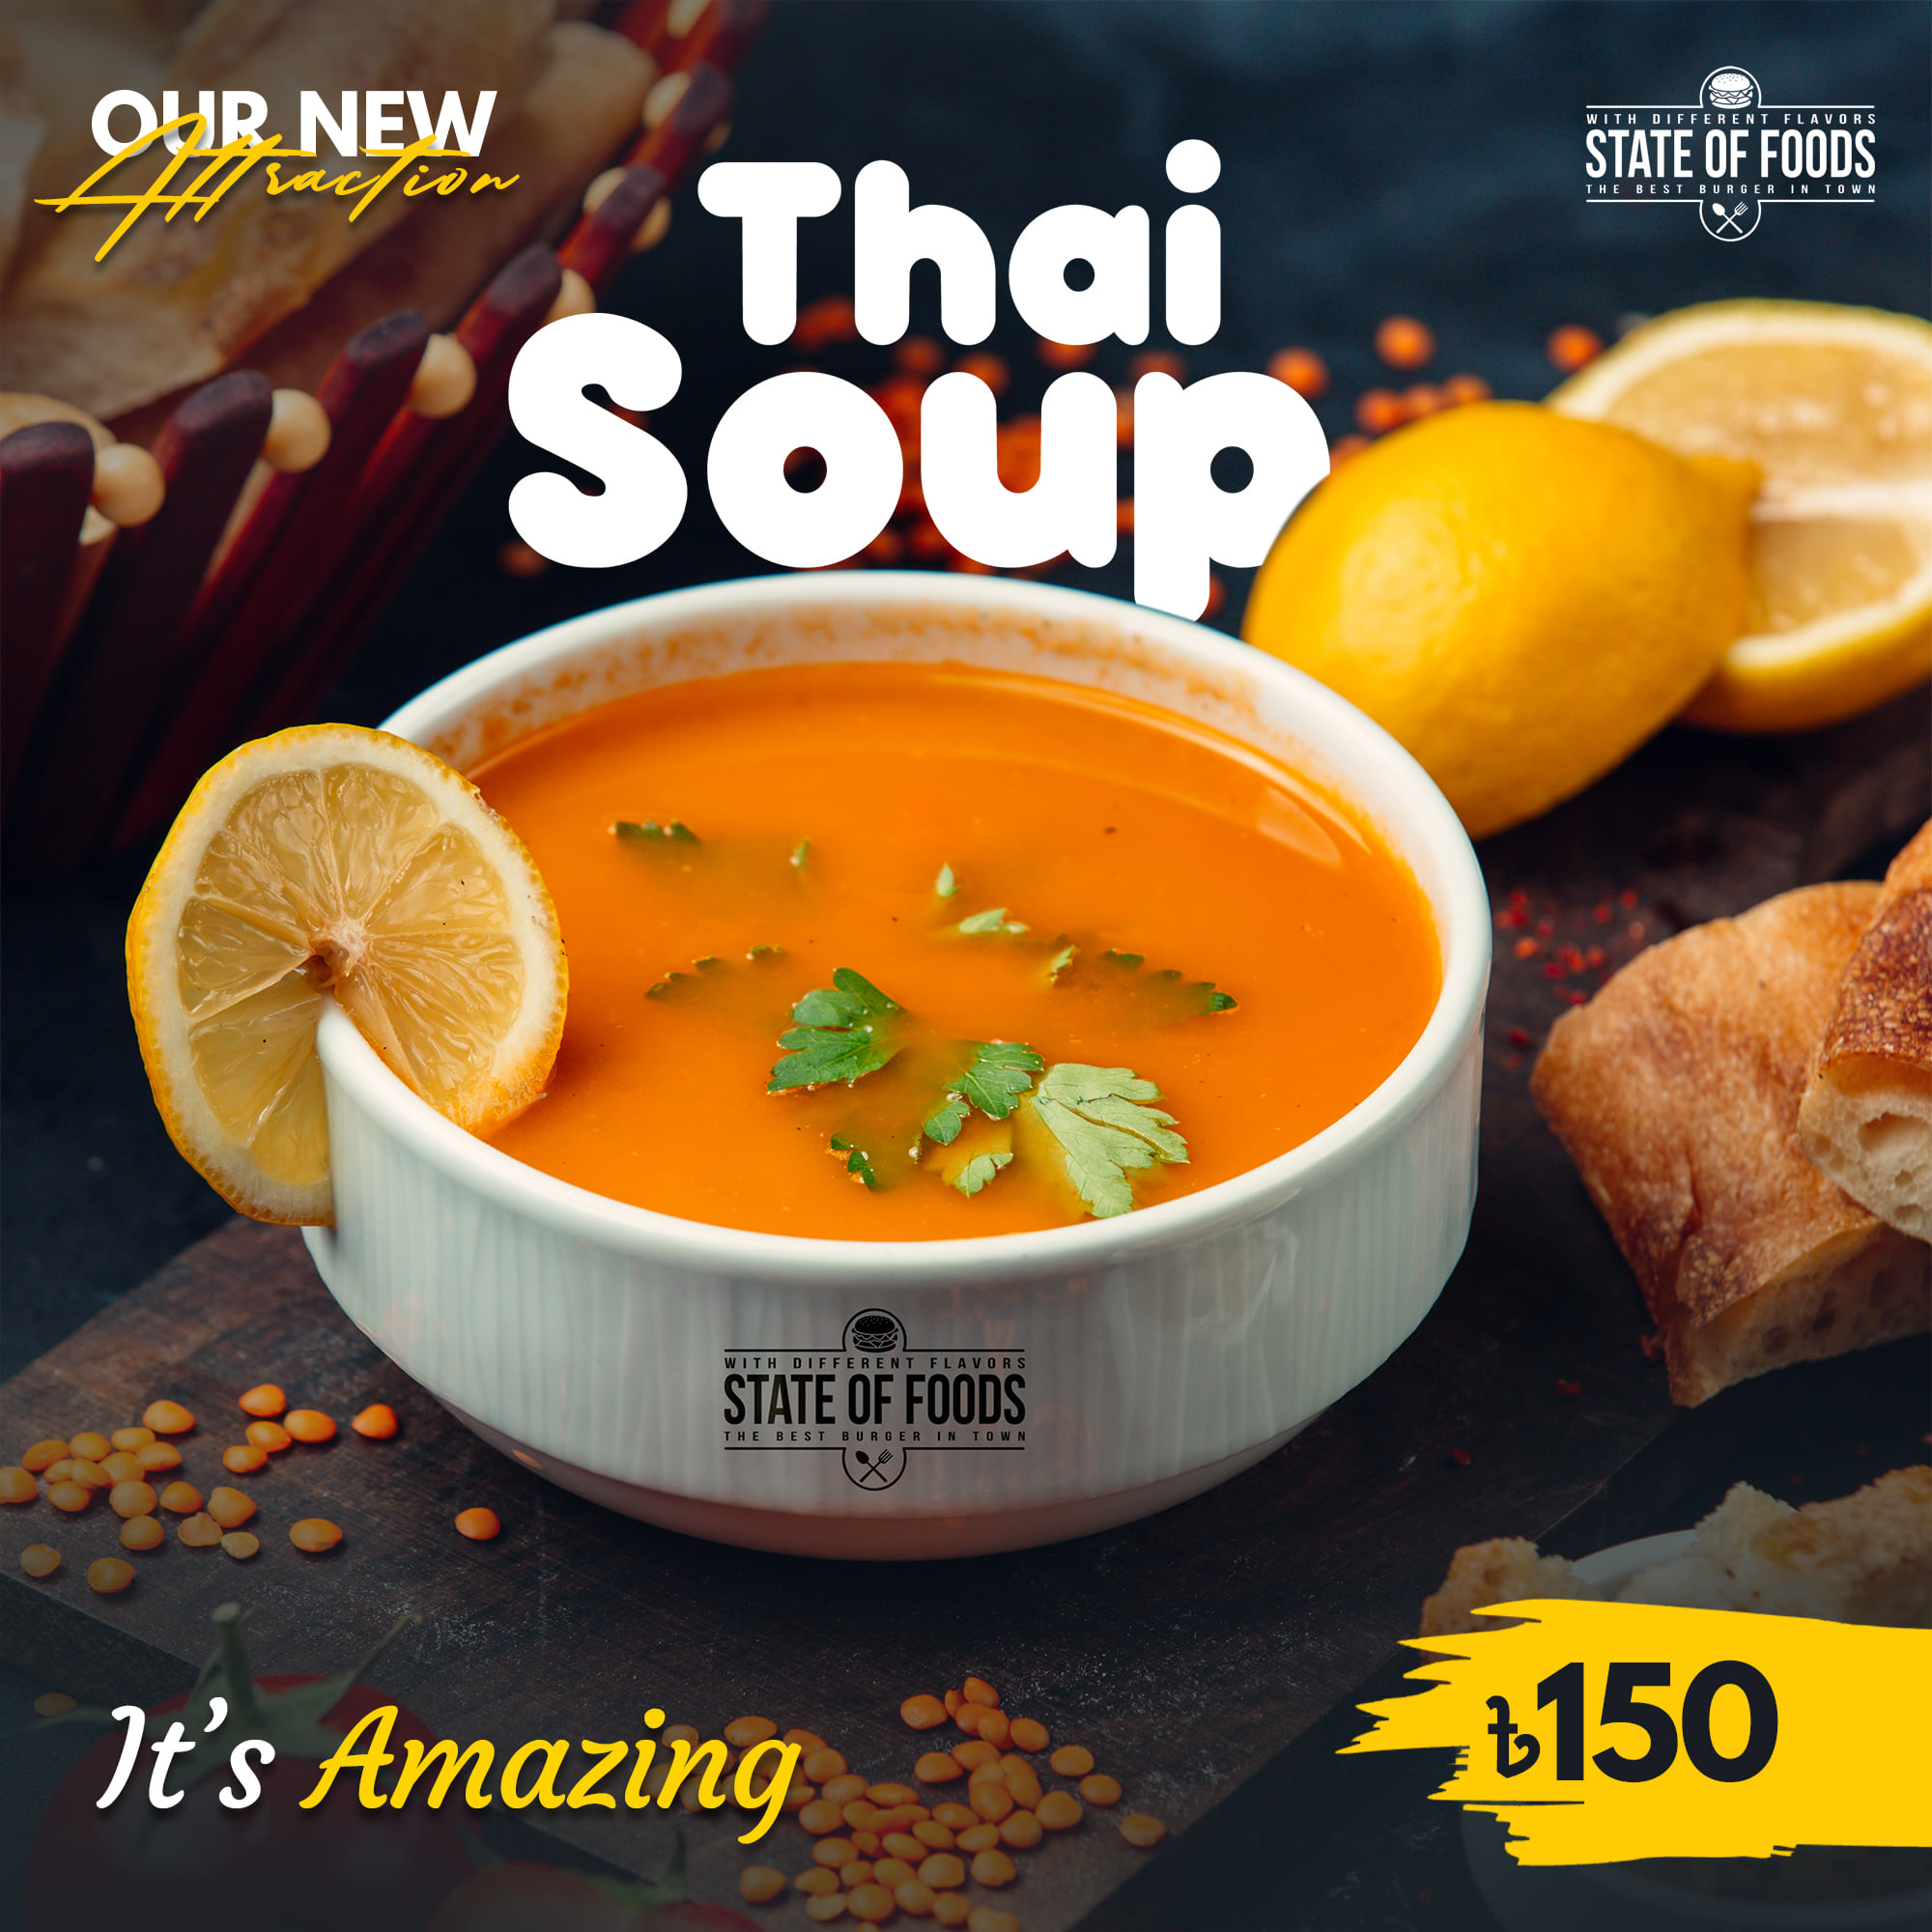 OUR NEW
Attraction
WITH DIFFERENT FLAVORS
STATE OF FOODS
THE BEST BURGER IN TOWN
Thai
Soup
WITH DIFFERENT FLAVORS
STATE OF FOODS
THE BEST BURGER IN TOWN
It's Amazing
৳150